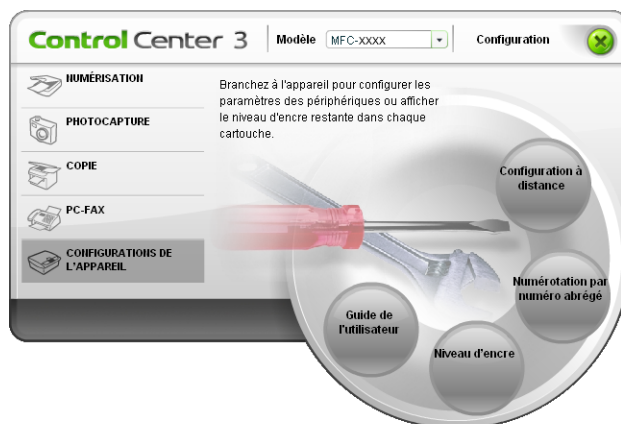 Control Center 3
Modèle
MFC-XXXX
Configuration
NUMÉRISATION
PHOTOCAPTURE
COPIE
PC-FAX
CONFIGURATIONS DE
L'APPAREIL
Branchez à l'appareil pour configurer les
paramètres des périphériques ou afficher
le niveau d'encre restante dans chaque
cartouche.
Configuration à
distance
Numérotation par
numéro abrégé
Niveau d'encre
Guide de
l'utilisateur